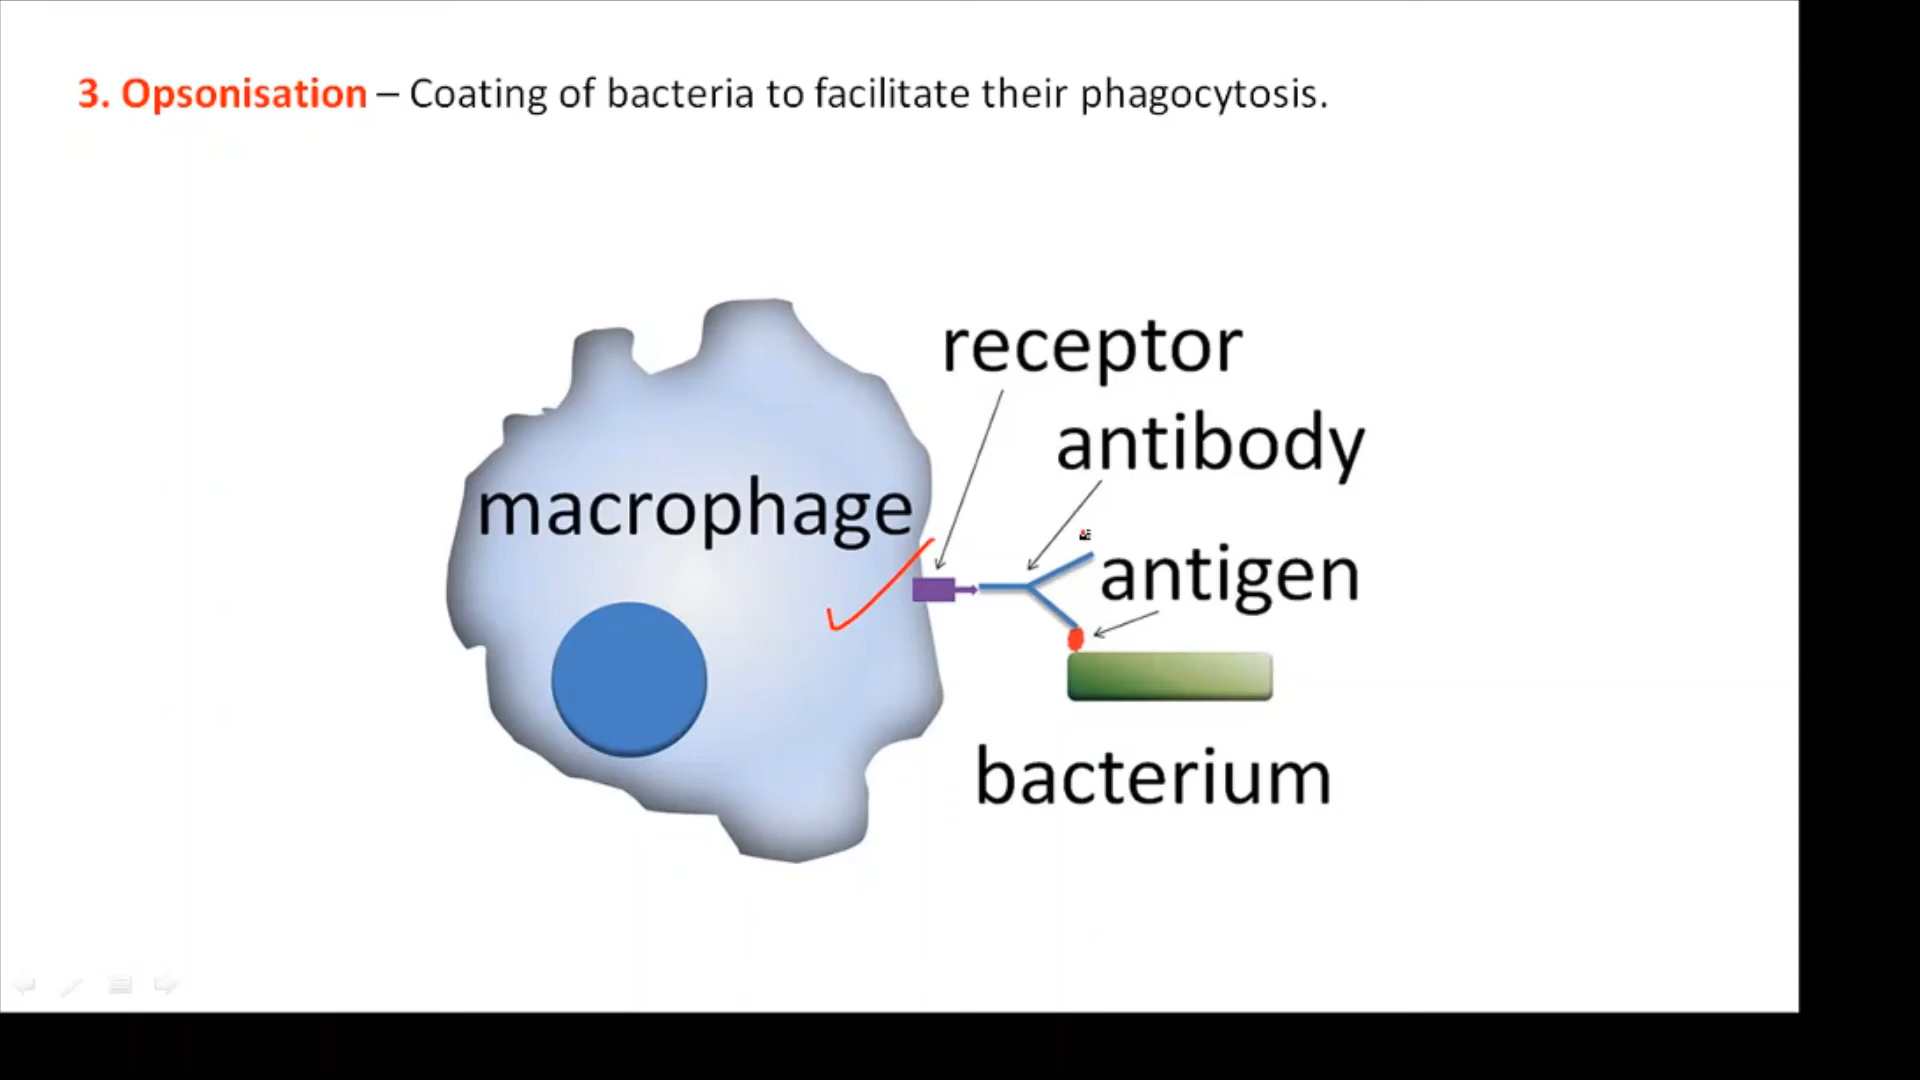 3. Opsonisation – Coating of bacteria to facilitate their phagocytosis.
receptor
antibody
macrophage
antigen
bacterium